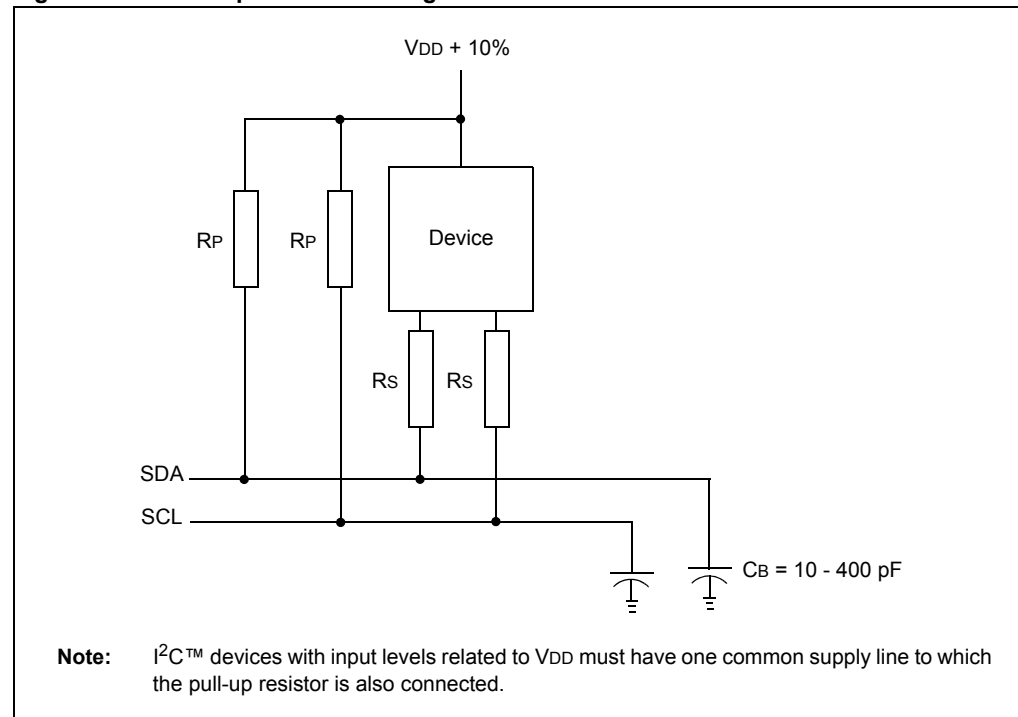 VDD + 10%
RP RP Device
RS RS
SDA
SCL
CB = 10 - 400 pF
Note: I2C™ devices with input levels related to VDD must have one common supply line to which
the pull-up resistor is also connected.